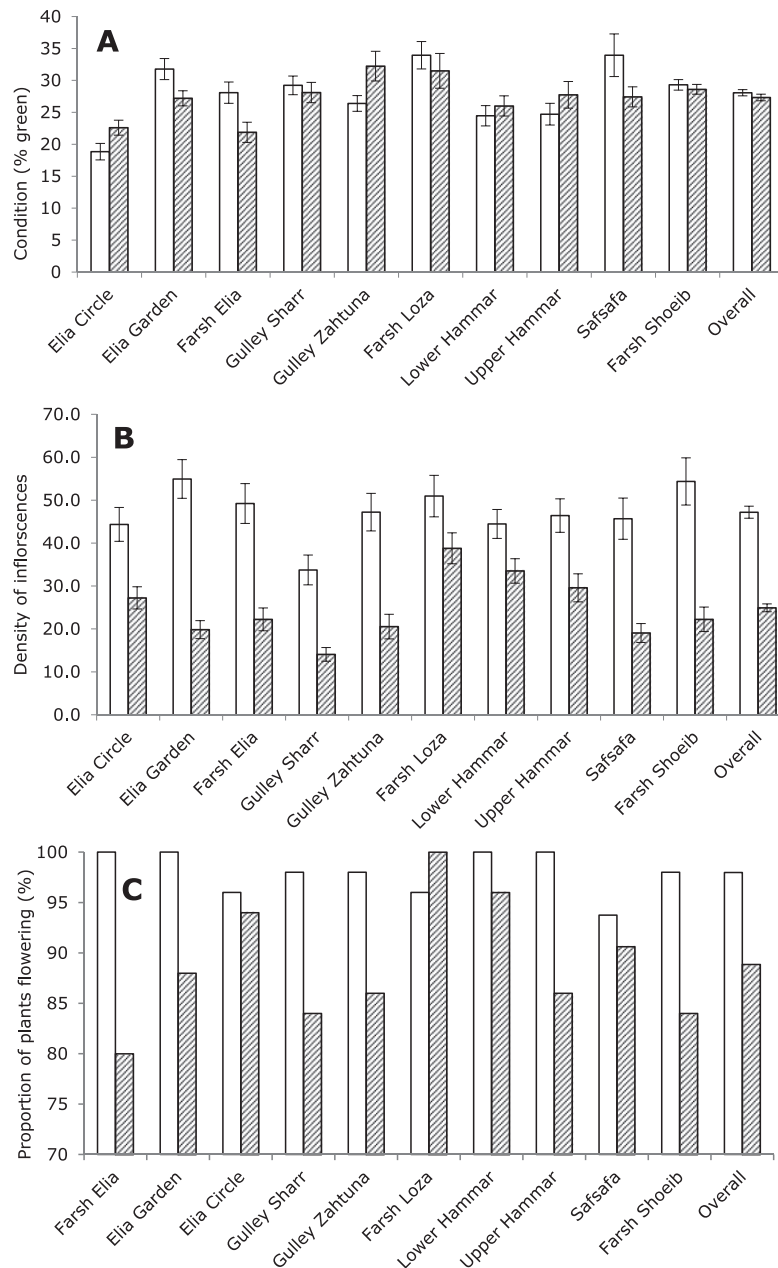 A
Condition (% green)
40
35
30
25
20
15
10
5
0
Elia Circle
Elia Garden
Farsh Elia
Gulley Sharr
Gulley Zahtuna
Farsh Loza
Lower Hammar
Upper Hammar
Safsafa
Farsh Shoeib
Overall
B
Density of inflorscences
70.0
60.0
50.0
40.0
30.0
20.0
10.0
0.0
Elia Circle
Elia Garden
Farsh Elia
Gulley Sharr
Gulley Zahtuna
Farsh Loza
Lower Hammar
Upper Hammar
Safsafa
Farsh Shoeib
Overall
C
Proportion of plants flowering (%)
100
95
90
85
80
75
70
Farsh Elia
Elia Garden
Elia Circle
Gulley Sharr
Gulley Zahtuna
Farsh Loza
Lower Hammar
Upper Hammar
Safsafa
Farsh Shoeib
Overall